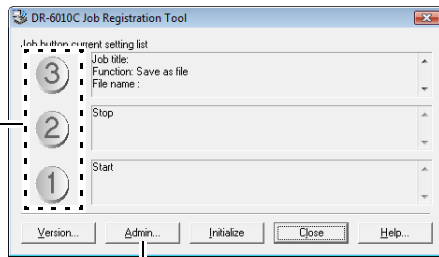 DR-6010C Job Registration Tool
Job button current setting list
3
Job title:
Function: Save as file
File name :
2
Stop
1
Start
Version... Admin... Initialize Close Help...